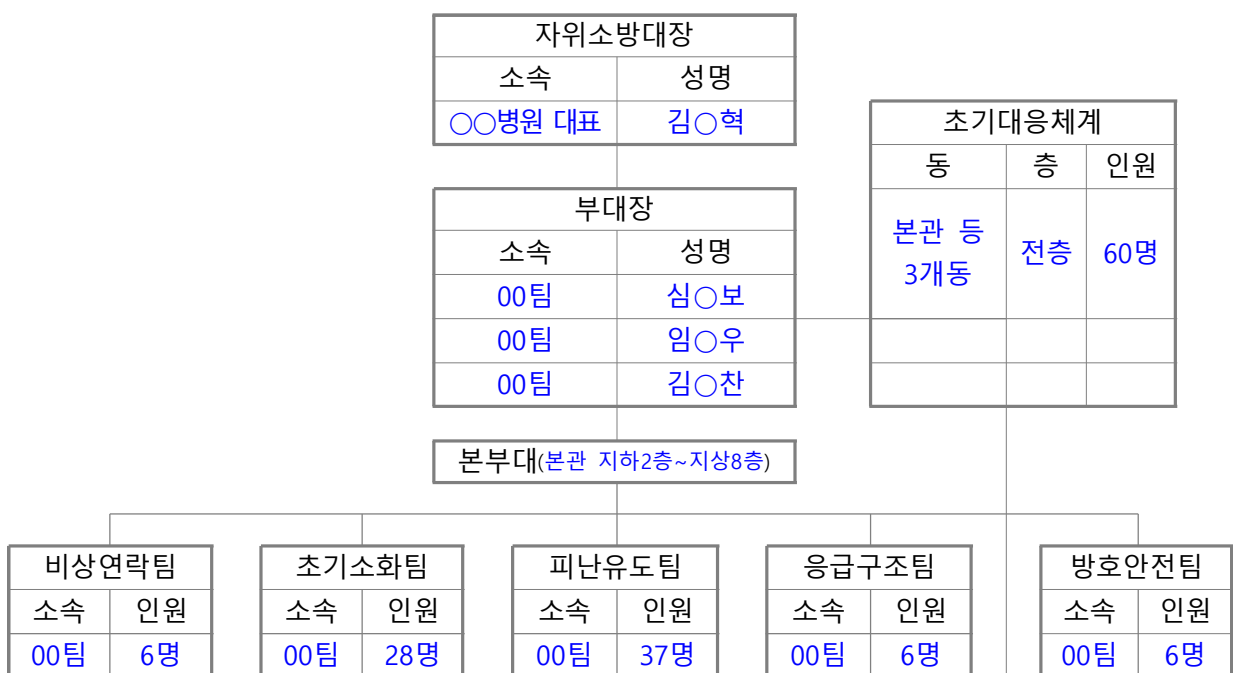 자위소방대장
소속 성명
○○병원 대표 김○혁
초기대응체계
동 층 인원
본관 등 3개동 전층 60명
부대장
소속 성명
00팀 심○보
00팀 임○우
00팀 김○찬
본부대(본관 지하2층~지상8층)
비상연락팀 초기소화팀 피난유도팀 응급구조팀 방호안전팀
소속 인원 소속 인원 소속 인원 소속 인원 소속 인원
00팀 6명 00팀 28명 00팀 37명 00팀 6명 00팀 6명